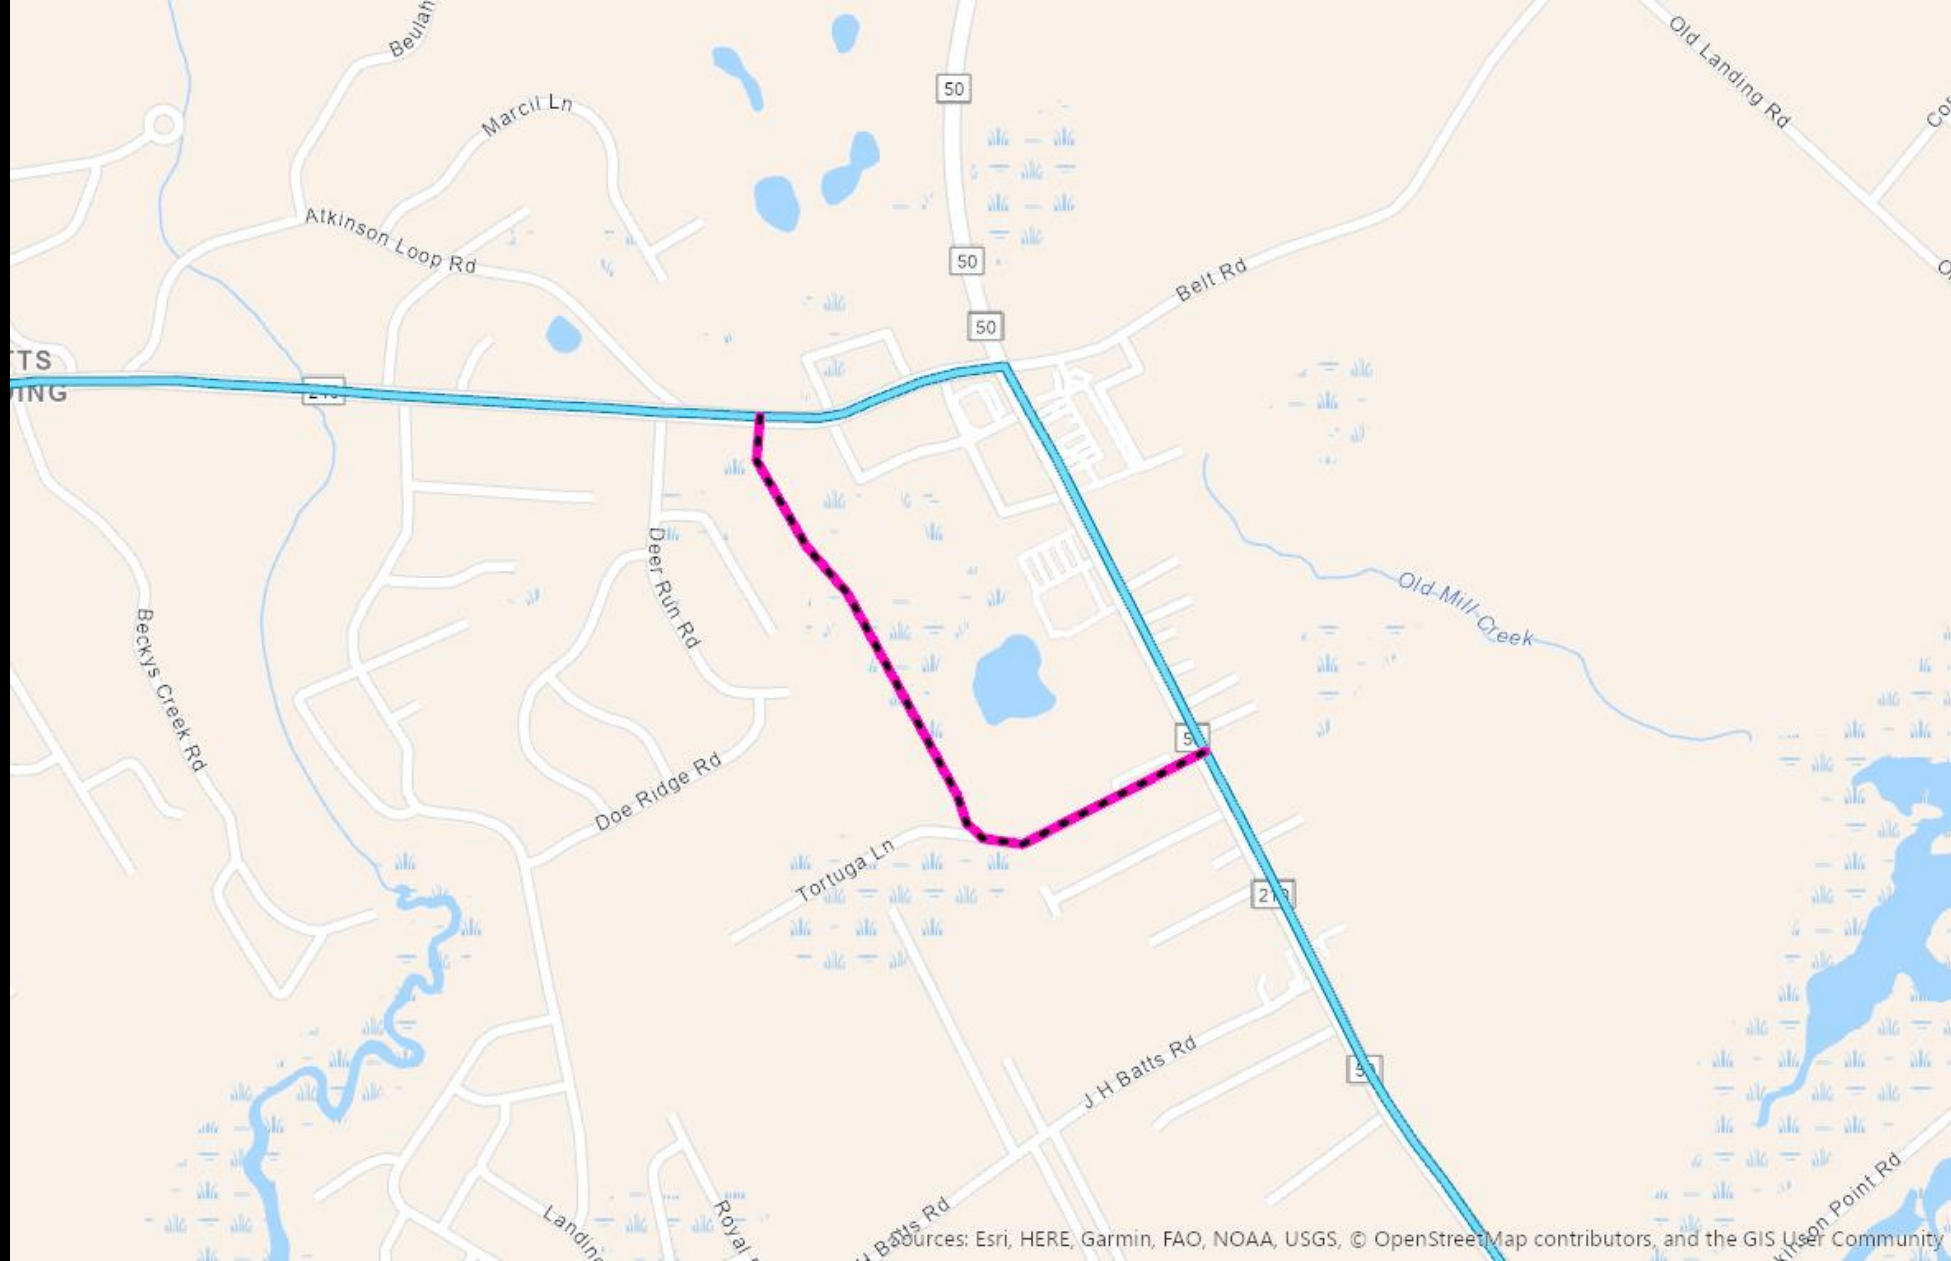 Beulah
Old Landing Rd
50
Marcil Ln
Atkinson Loop Rd
50
Belt Rd
50
TTS
DING
Deer Run Rd
Old Mill Creek
Beckys Creek Rd
Doe Ridge Rd
Tortuga Ln
J H Batts Rd
kinson Point Rd
Landing
Royal
H Batts Rd
Sources: Esri, HERE, Garmin, FAO, NOAA, USGS, © OpenStreetMap contributors, and the GIS User Community